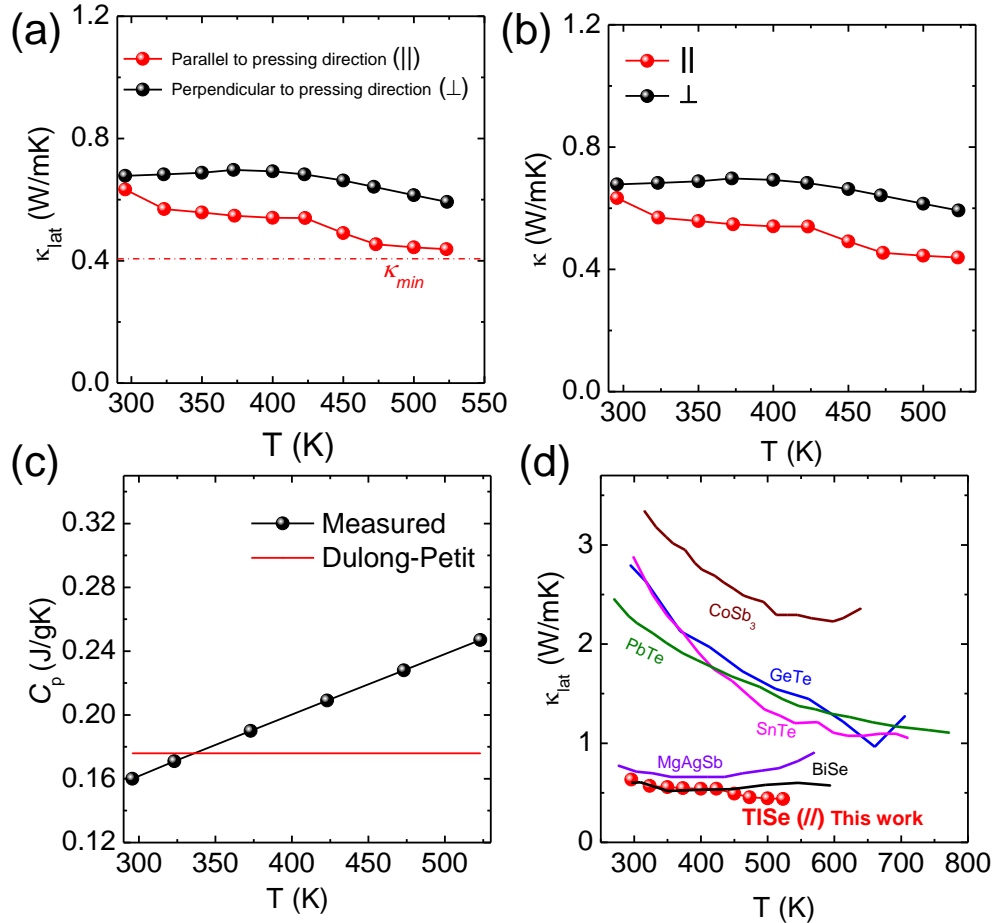 (a)
1.2
0.8
0.4
0.0
κlat (W/mK)
Parallel to pressing direction (||)
Perpendicular to pressing direction (⊥)
κmin
300 350 400 450 500 550
T (K)
(b)
1.2
0.8
0.4
0.0
κ (W/mK)
||
⊥
300 350 400 450 500
T (K)
(c)
0.32
0.28
0.24
0.20
0.16
0.12
Cp (J/gK)
Measured
Dulong-Petit
300 350 400 450 500
T (K)
(d)
3
2
1
0
κlat (W/mK)
CoSb3
PbTe
GeTe
SnTe
MgAgSb
BiSe
TlSe (//) This work
300 400 500 600 700 800
T (K)